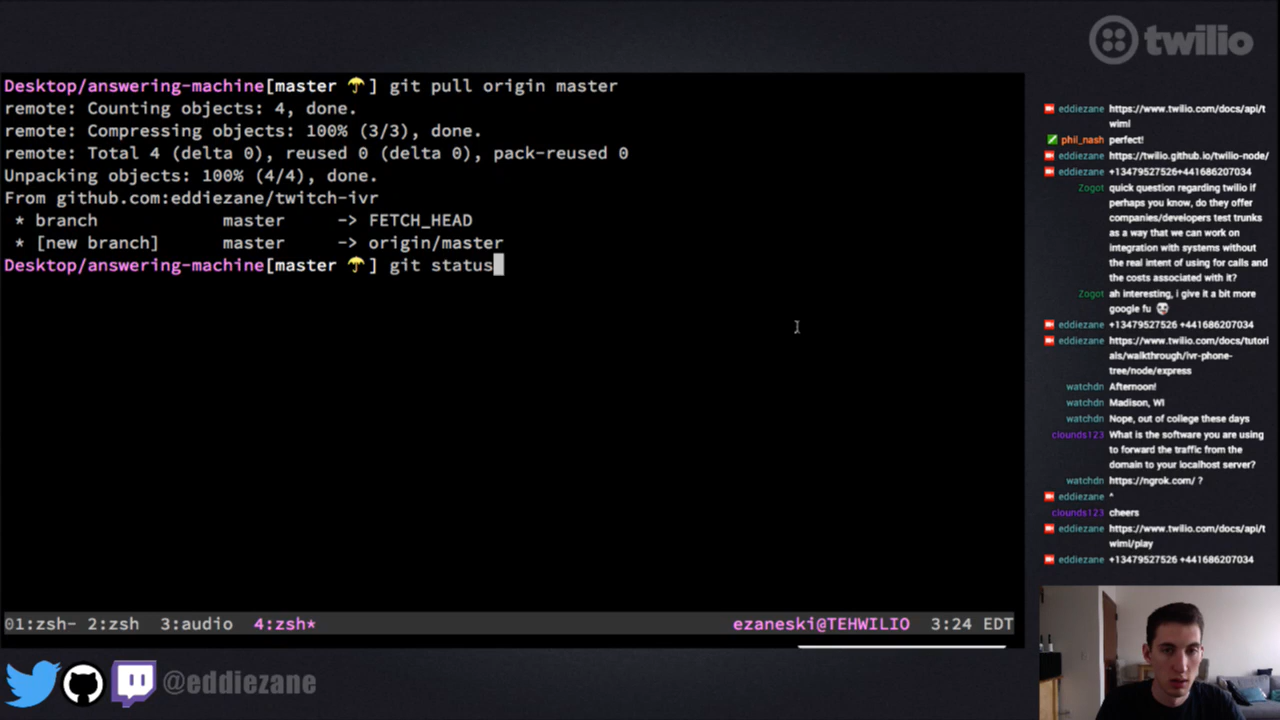 twilio
Desktop/answering-machine[master ☂] git pull origin master
remote: Counting objects: 4, done.
remote: Compressing objects: 100% (3/3), done.
remote: Total 4 (delta 0), reused 0 (delta 0), pack-reused 0
Unpacking objects: 100% (4/4), done.
From github.com:eddiezane/twitch-ivr
 * branch            master     -> FETCH_HEAD
 * [new branch]      master     -> origin/master
Desktop/answering-machine[master ☂] git status
01:zsh- 2:zsh  3:audio  4:zsh*
ezaneski@TEHWILIO  3:24 EDT
eddiezane https://www.twilio.com/docs/api/t
wiml
phil_nash perfect!
eddiezane https://twilio.github.io/twilio-node/
eddiezane +13479527526+441686207034
Zogot quick question regarding twilio if
perhaps you know, do they offer
companies/developers test trunks
as a way that we can work on
integration with systems without
the real intent of using for calls and
the costs associated with it?
Zogot ah interesting, i give it a bit more
google fu
eddiezane +13479527526 +441686207034
eddiezane https://www.twilio.com/docs/tutori
als/walkthrough/ivr-phone-
tree/node/express
watchdn Afternoon!
watchdn Madison, WI
watchdn Nope, out of college these days
clounds123 What is the software you are using
to forward the traffic from the
domain to your localhost server?
watchdn https://ngrok.com/ ?
eddiezane ^
clounds123 cheers
eddiezane https://www.twilio.com/docs/api/t
wiml/play
eddiezane +13479527526 +441686207034
@eddiezane